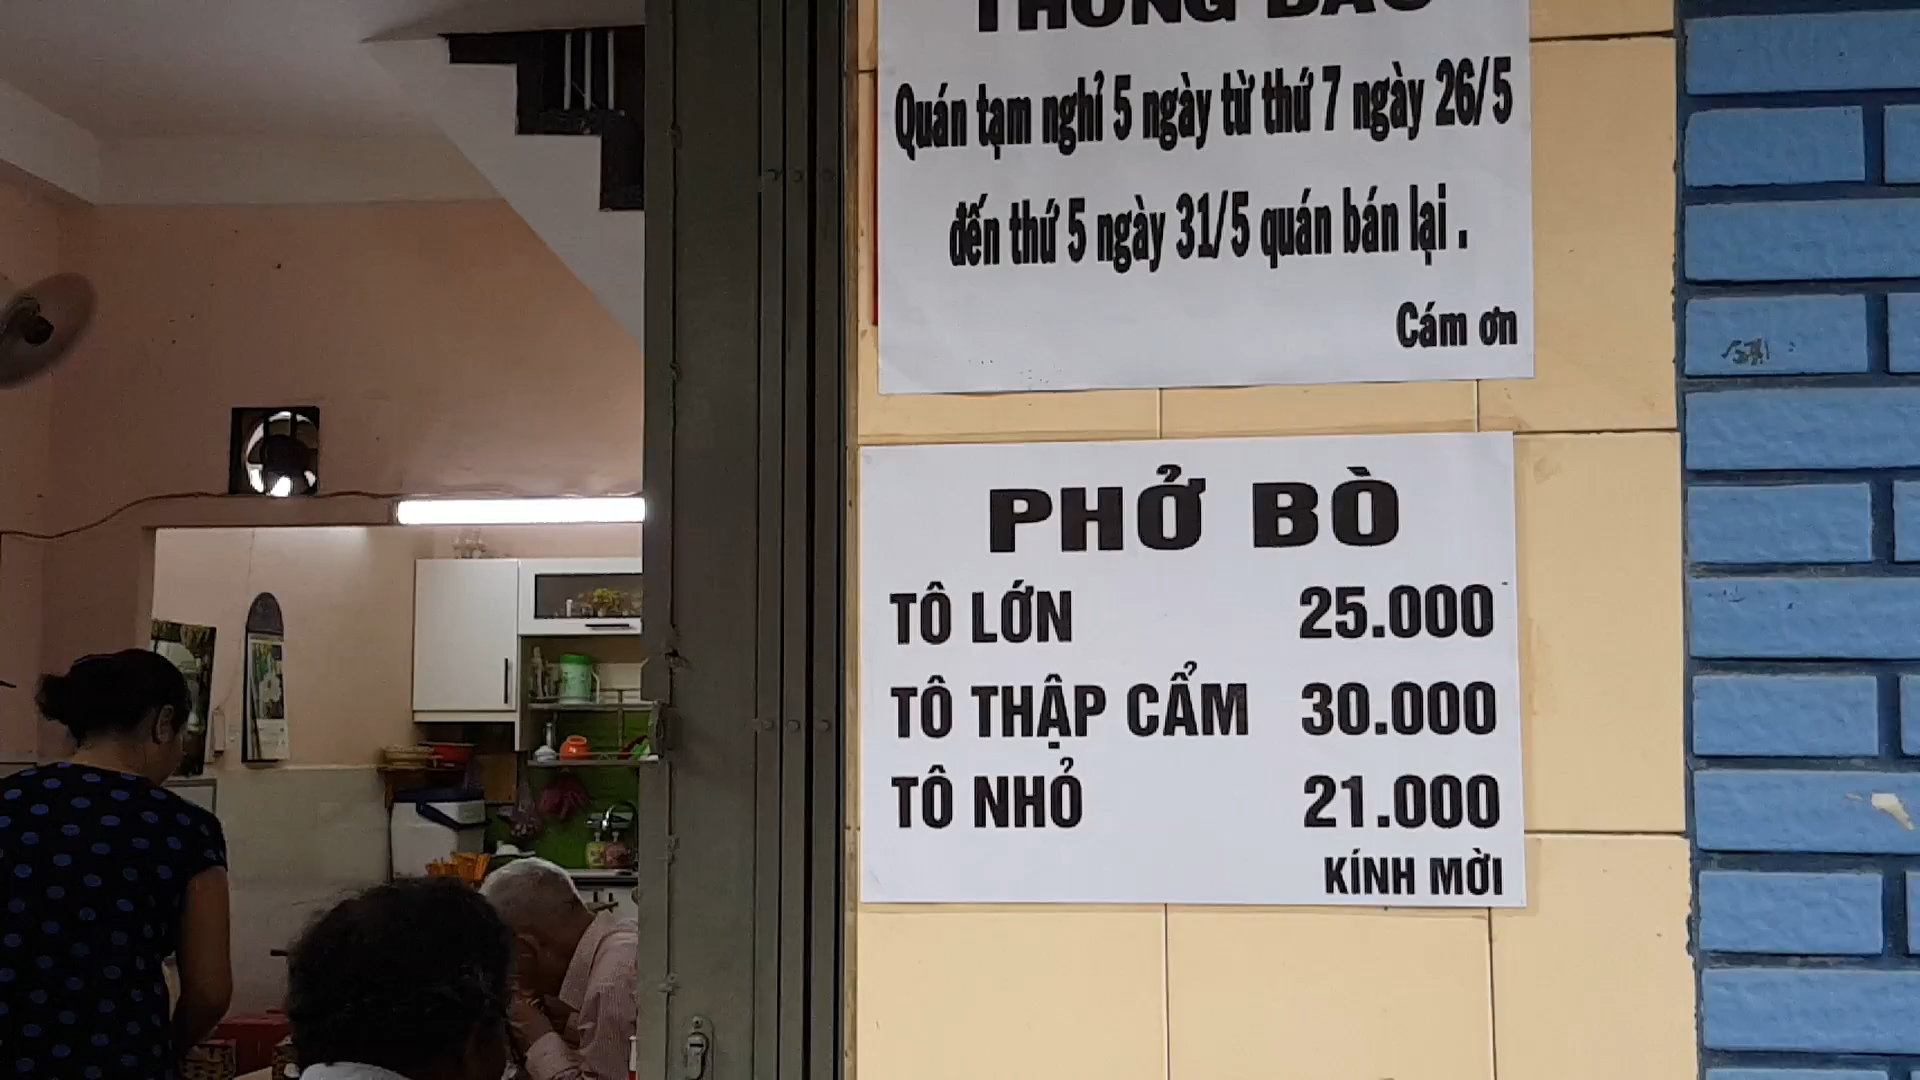 THÔNG BÁO
Quán tạm nghỉ 5 ngày từ thứ 7 ngày 26/5
đến thứ 5 ngày 31/5 quán bán lại .
Cám ơn
PHỞ BÒ
TÔ LỚN 25.000
TÔ THẬP CẨM 30.000
TÔ NHỎ 21.000
KÍNH MỜI